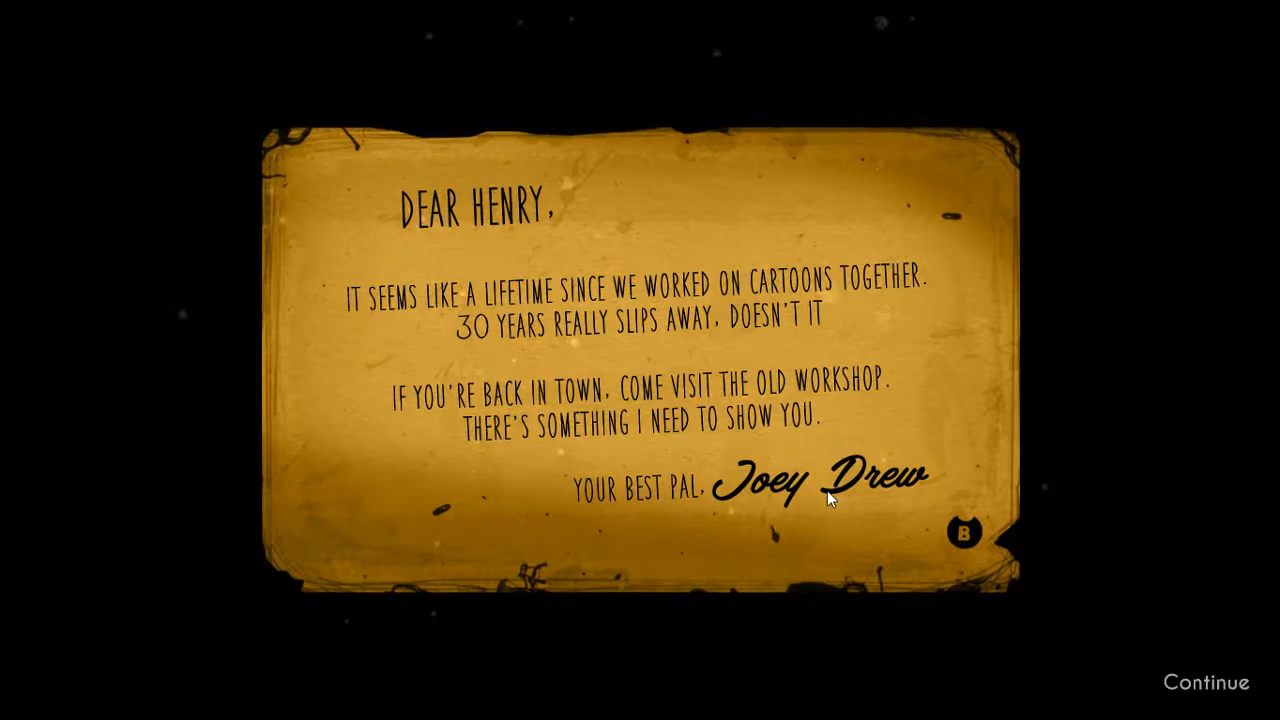 DEAR HENRY,
IT SEEMS LIKE A LIFETIME SINCE WE WORKED ON CARTOONS TOGETHER.
30 YEARS REALLY SLIPS AWAY, DOESN'T IT
IF YOU'RE BACK IN TOWN, COME VISIT THE OLD WORKSHOP.
THERE'S SOMETHING I NEED TO SHOW YOU.
YOUR BEST PAL, Joey Drew
B
Continue